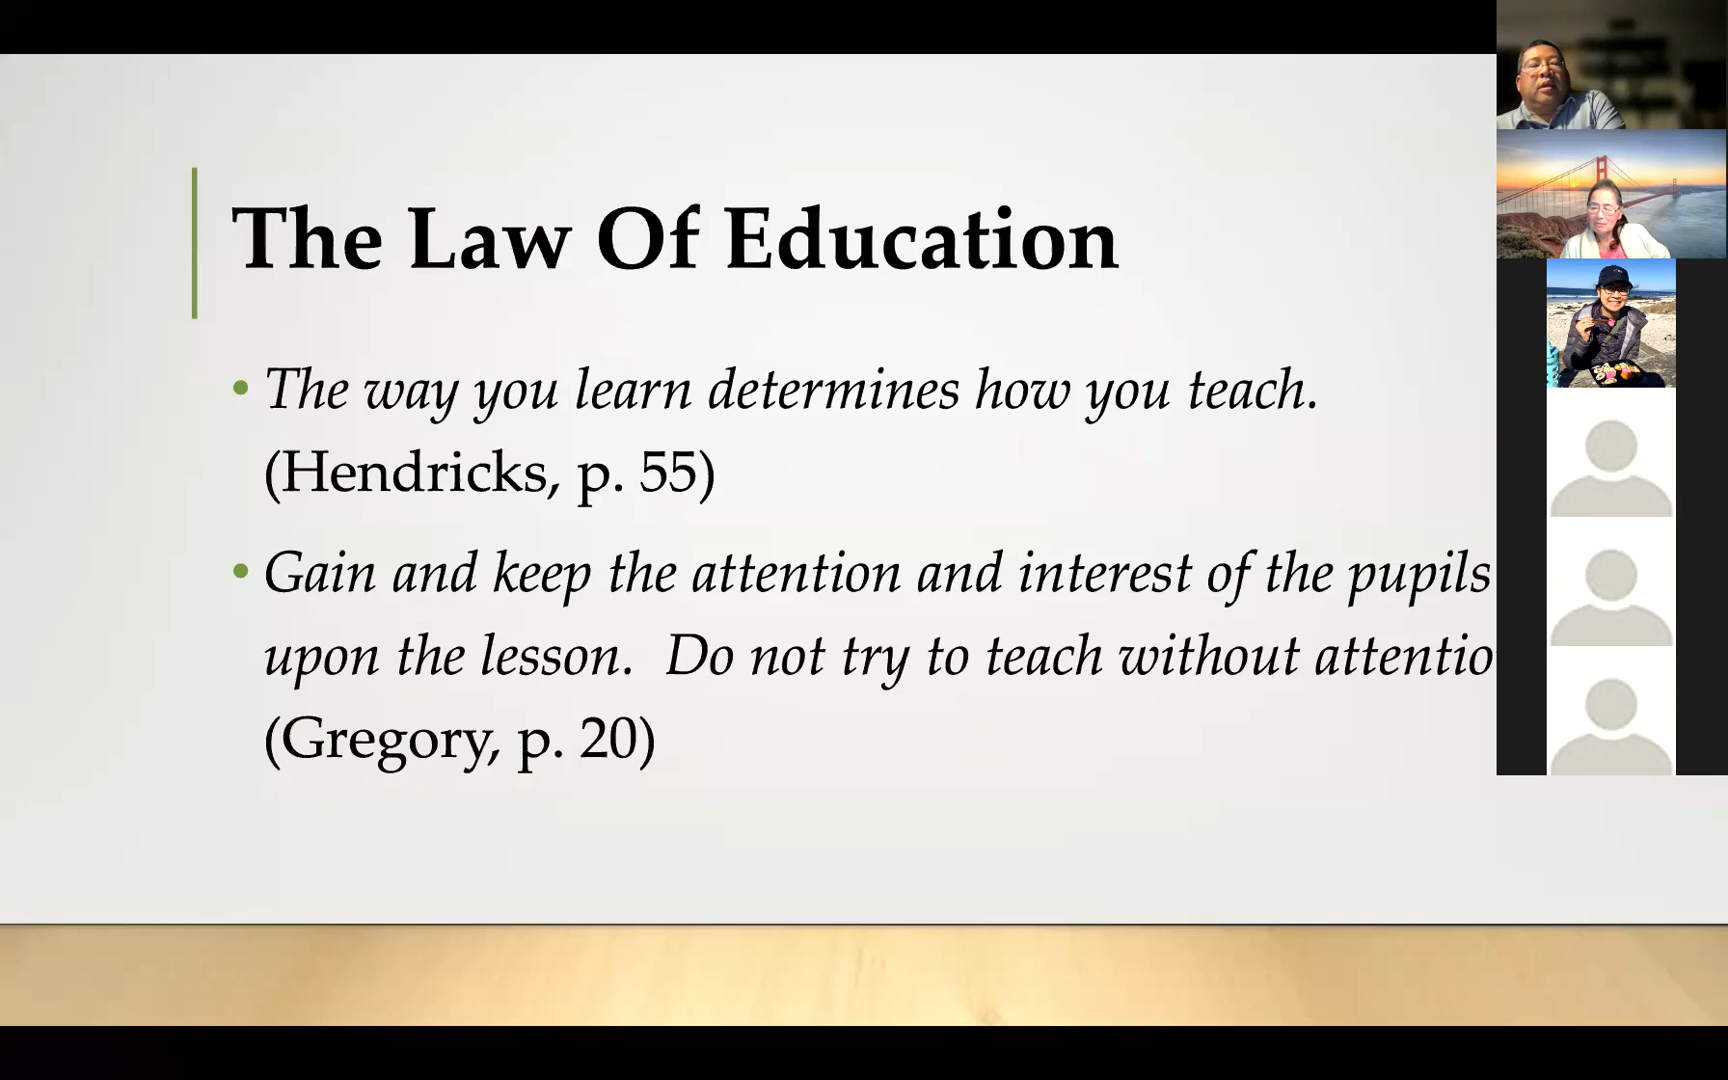 The Law Of Education
• The way you learn determines how you teach.
(Hendricks, p. 55)
• Gain and keep the attention and interest of the pupils
upon the lesson.  Do not try to teach without attentio
(Gregory, p. 20)